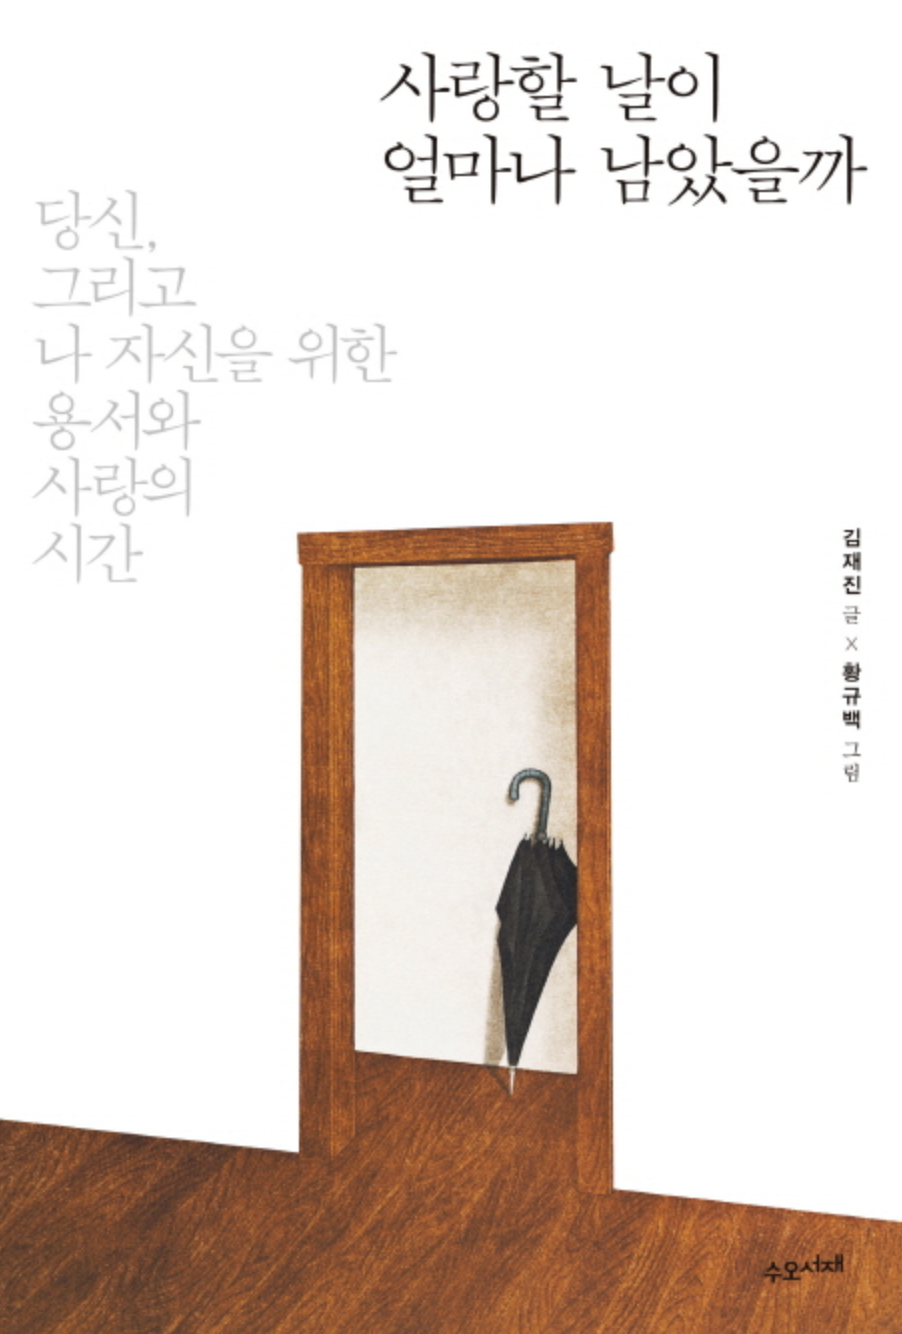 사랑할 날이
얼마나 남았을까
당신,
그리고
나 자신을 위한
용서와
사랑의
시간
김재진 글 × 황규백 그림
수오서재